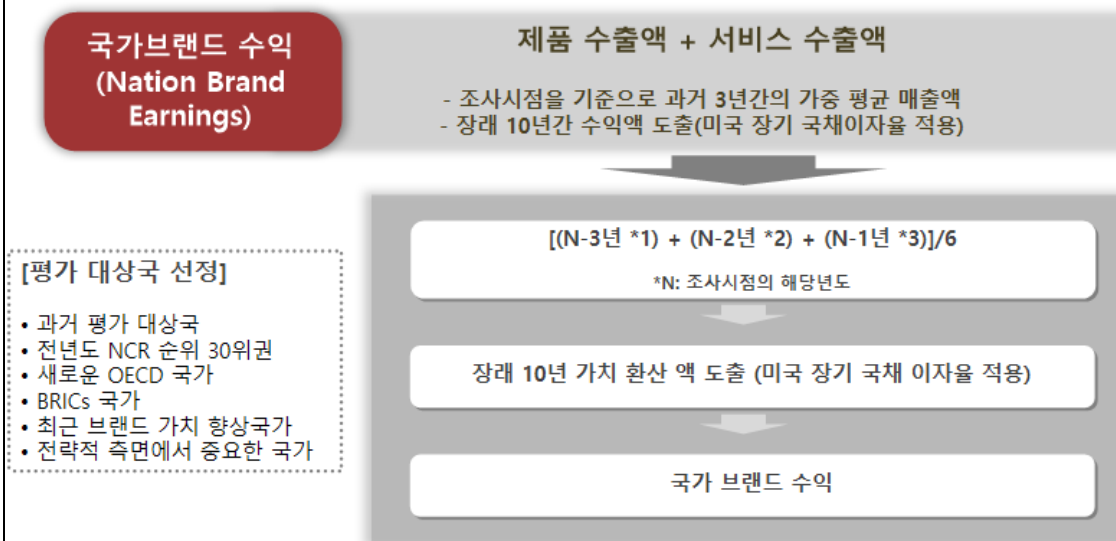 국가브랜드 수익
(Nation Brand
Earnings)
제품 수출액 + 서비스 수출액
- 조사시점을 기준으로 과거 3년간의 가중 평균 매출액
- 장래 10년간 수익액 도출(미국 장기 국채이자율 적용)
[(N-3년 *1) + (N-2년 *2) + (N-1년 *3)]/6
*N: 조사시점의 해당년도
[평가 대상국 선정]
• 과거 평가 대상국
• 전년도 NCR 순위 30위권
• 새로운 OECD 국가
• BRICs 국가
• 최근 브랜드 가치 향상국가
• 전략적 측면에서 중요한 국가
장래 10년 가치 환산 액 도출 (미국 장기 국채 이자율 적용)
국가 브랜드 수익